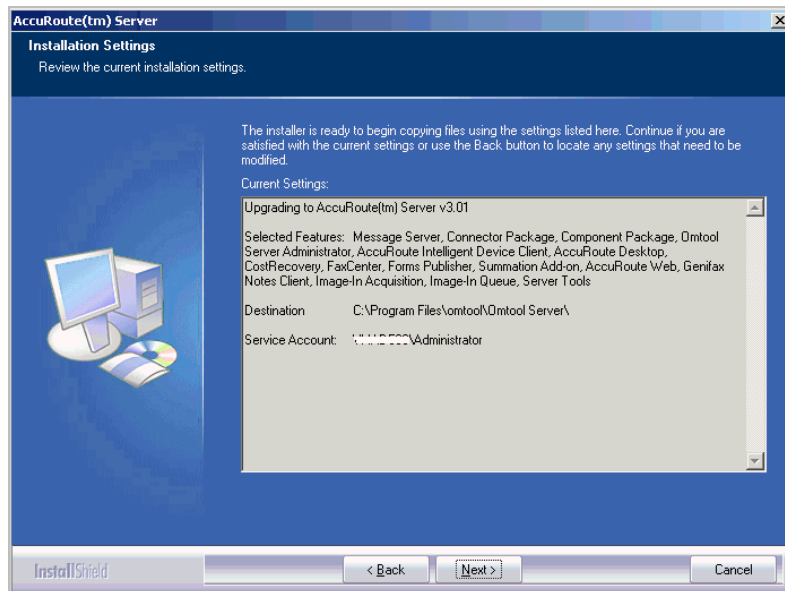 AccuRoute(tm) Server
Installation Settings
Review the current installation settings.
The installer is ready to begin copying files using the settings listed here. Continue if you are
satisfied with the current settings or use the Back button to locate any settings that need to be
modified.
Current Settings:
Upgrading to AccuRoute(tm) Server v3.01
Selected Features: Message Server, Connector Package, Component Package, Omtool
Server Administrator, AccuRoute Intelligent Device Client, AccuRoute Desktop,
CostRecovery, FaxCenter, Forms Publisher, Summation Add-on, AccuRoute Web, Genifax
Notes Client, Image-In Acquisition, Image-In Queue, Server Tools
Destination C:\Program Files\omtool\Omtool Server\
Service Account: \Administrator
InstallShield
< Back
Next >
Cancel